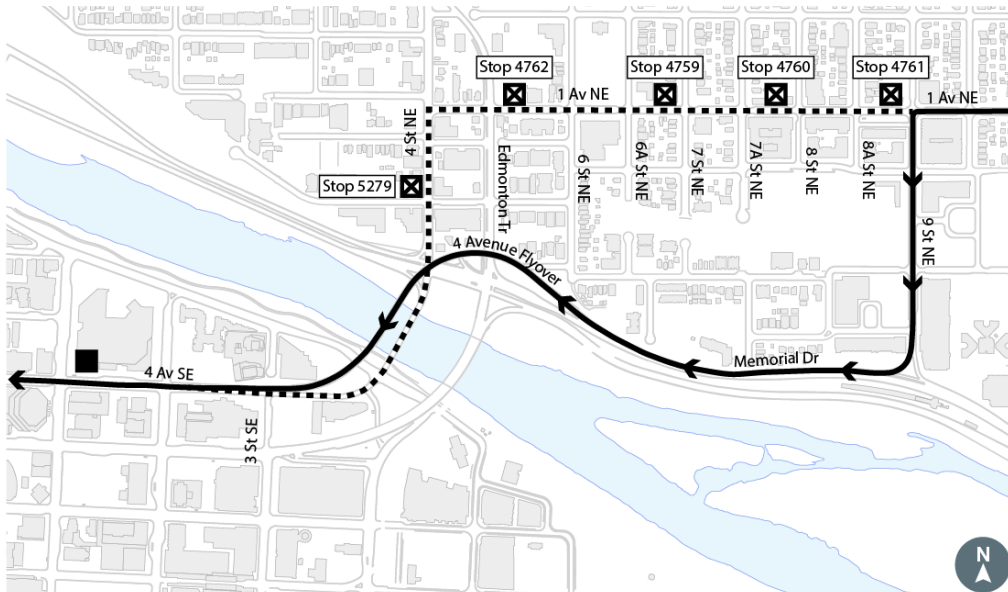 Stop 4762
Stop 4759
Stop 4760
Stop 4761
1 Av NE
1 Av NE
4 St NE
Edmonton Tr
6 St NE
6A St NE
7 St NE
7A St NE
8 St NE
8A St NE
Stop 5279
9 St NE
4 Avenue Flyover
Memorial Dr
4 Av SE
3 St SE
N